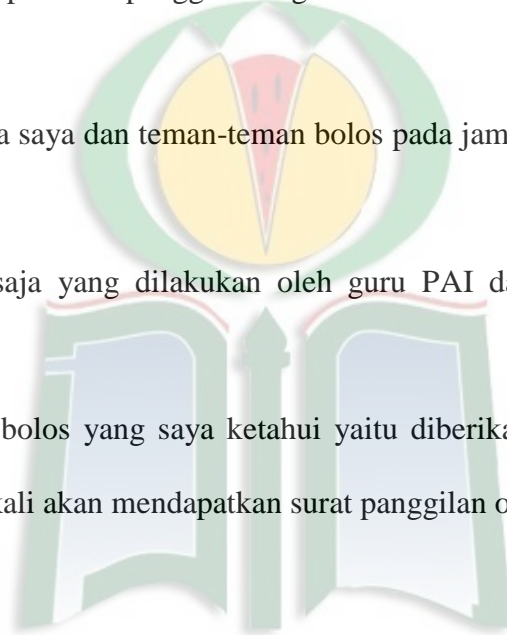 a saya dan teman-teman bolos pada jam
saja yang dilakukan oleh guru PAI da
bolos yang saya ketahui yaitu diberika
kali akan mendapatkan surat panggilan o